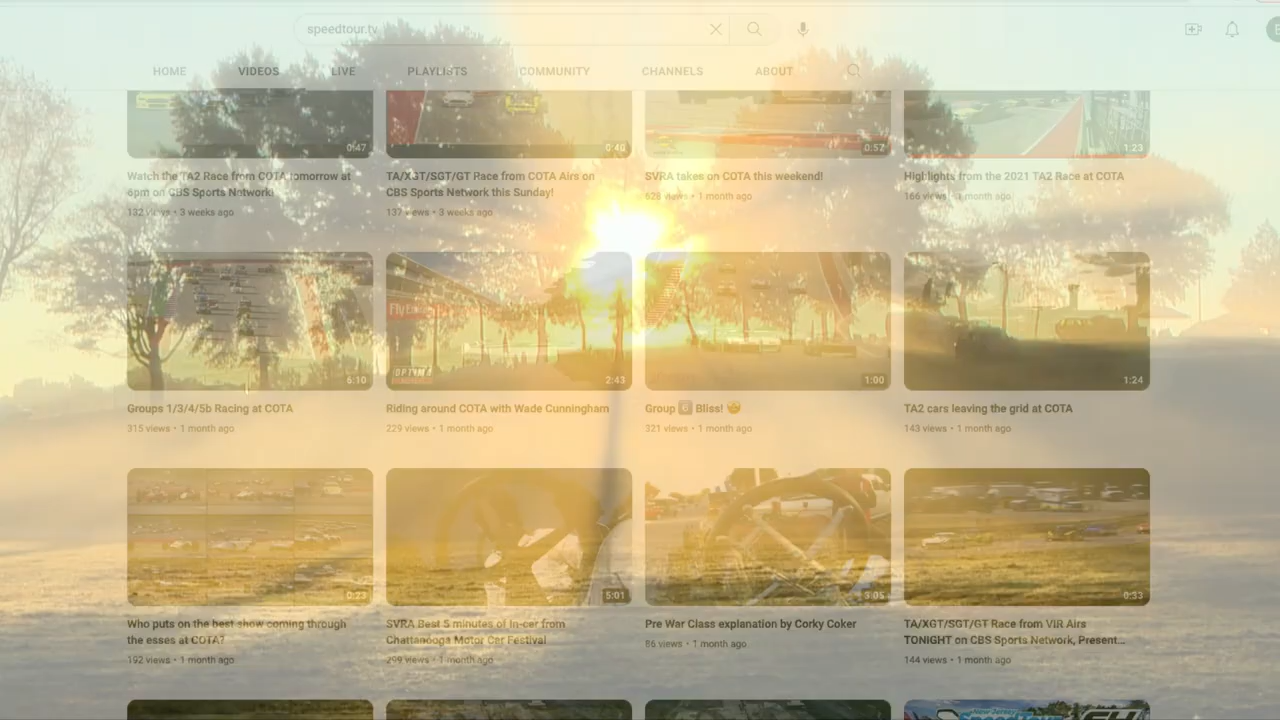 speedtour.tv
HOME VIDEOS LIVE PLAYLISTS COMMUNITY CHANNELS ABOUT
0:47 0:40 0:57 1:23
Watch the TA2 Race from COTA tomorrow at
6pm on CBS Sports Network!
132 views • 3 weeks ago
TA/XGT/SGT/GT Race from COTA Airs on
CBS Sports Network this Sunday!
137 views • 3 weeks ago
SVRA takes on COTA this weekend!
628 views • 1 month ago
Highlights from the 2021 TA2 Race at COTA
166 views • 1 month ago
6:10 2:43 1:00 1:24
Groups 1/3/4/5b Racing at COTA
315 views • 1 month ago
Riding around COTA with Wade Cunningham
229 views • 1 month ago
Group 6 Bliss! 🤩
321 views • 1 month ago
TA2 cars leaving the grid at COTA
143 views • 1 month ago
0:23 5:01 3:05 0:33
Who puts on the best show coming through
the esses at COTA?
192 views • 1 month ago
SVRA Best 5 minutes of In-car from
Chattanooga Motor Car Festival
299 views • 1 month ago
Pre War Class explanation by Corky Coker
86 views • 1 month ago
TA/XGT/SGT/GT Race from VIR Airs
TONIGHT on CBS Sports Network, Present...
144 views • 1 month ago
SpeedTour